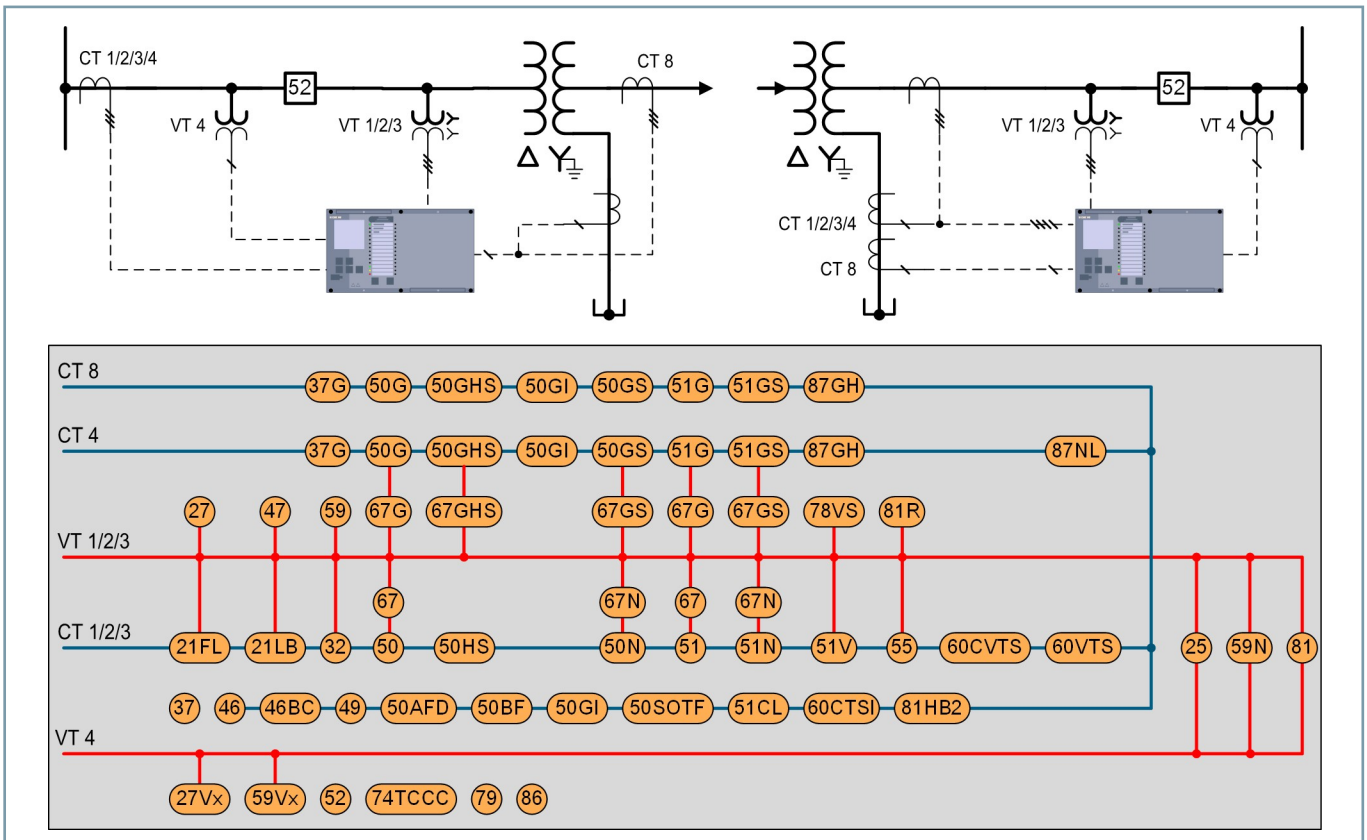 CT 1/2/3/4
52
CT 8
52
VT 4
VT 1/2/3
VT 1/2/3
VT 4
CT 1/2/3/4
CT 8
CT 8
37G 50G 50GHS 50GI 50GS 51G 51GS 87GH
CT 4
37G 50G 50GHS 50GI 50GS 51G 51GS 87GH 87NL
27 47 59 67G 67GHS 67GS 67G 67GS 78VS 81R
VT 1/2/3
67 67N 67 67N
CT 1/2/3
21FL 21LB 32 50 50HS 50N 51 51N 51V 55 60CVTS 60VTS 25 59N 81
37 46 46BC 49 50AFD 50BF 50GI 50SOTF 51CL 60CTSI 81HB2
VT 4
27Vx 59Vx 52 74TCCC 79 86